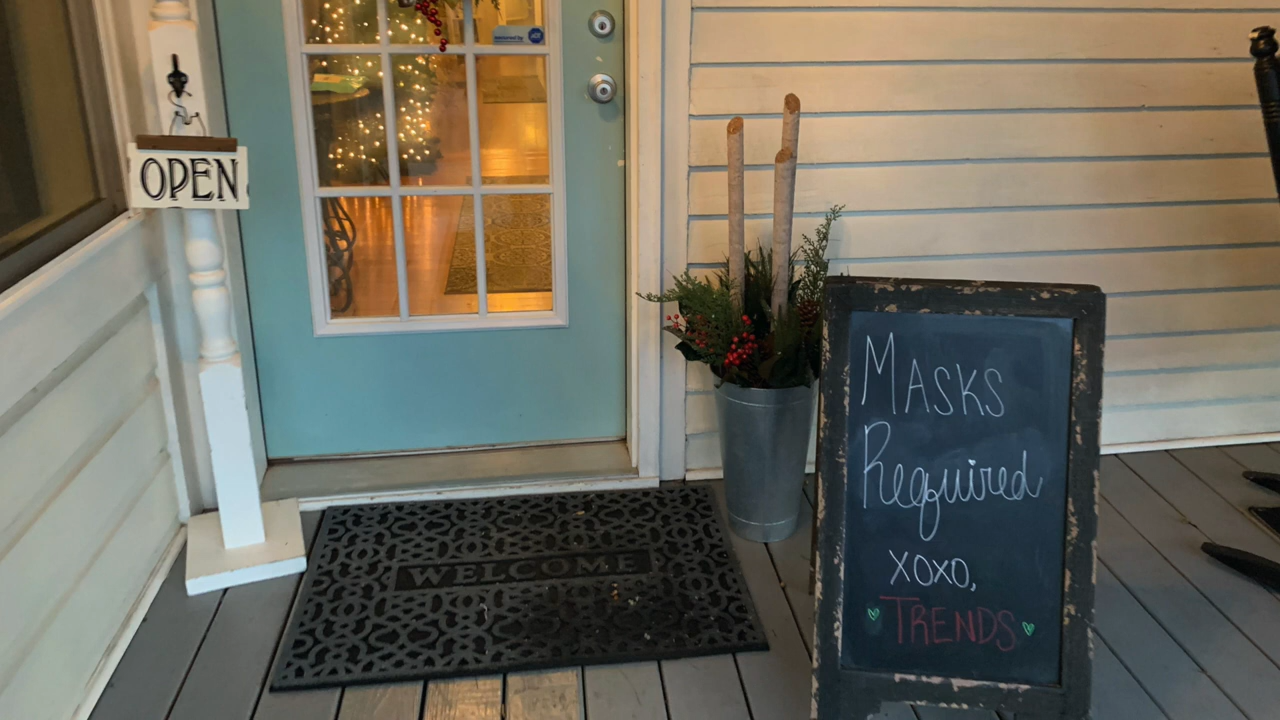 OPEN
WELCOME
MASKS
Required
XOXO,
TRENDS